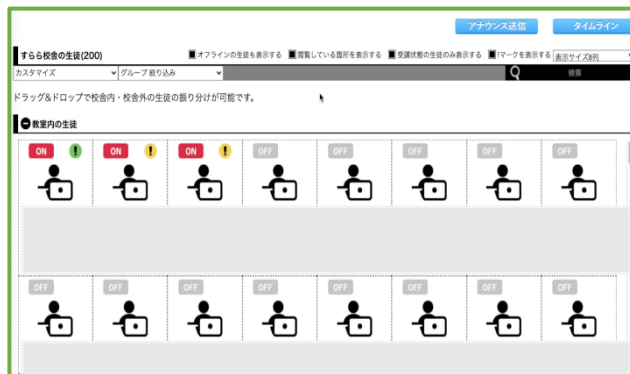 アナウンス送信 タイムライン
すらら校舎の生徒(200) オフラインの生徒も表示する 閲覧している箇所を表示する 受講状態の生徒のみ表示する !マークを表示する 表示サイズ8列
カスタマイズ グループ絞り込み 検索
ドラッグ&ドロップで校舎内・校舎外の生徒の振り分けが可能です。
教室内の生徒
ON ! ON ! ON ! OFF OFF OFF OFF OFF
OFF OFF OFF OFF OFF OFF OFF OFF